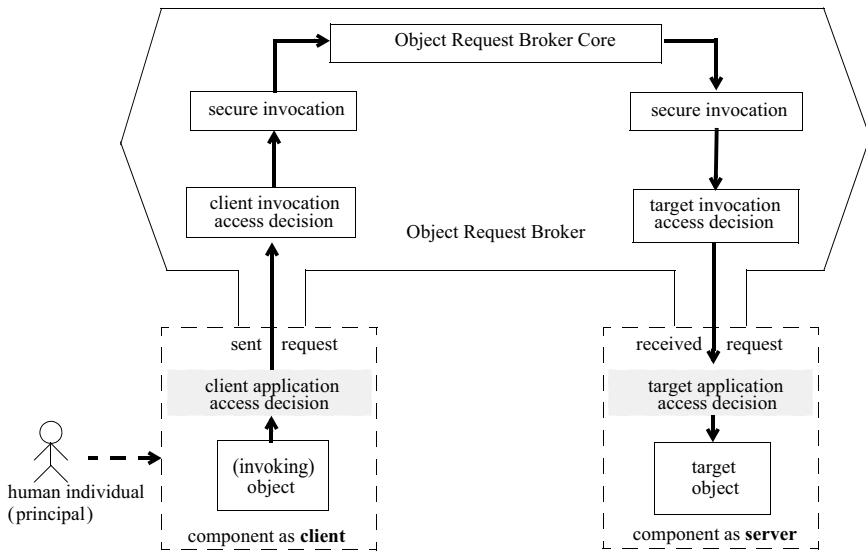 Object Request Broker Core
secure invocation
secure invocation
client invocation
access decision
target invocation
access decision
Object Request Broker
sent request
received request
client application
access decision
target application
access decision
(invoking)
object
target
object
human individual
(principal)
component as client
component as server